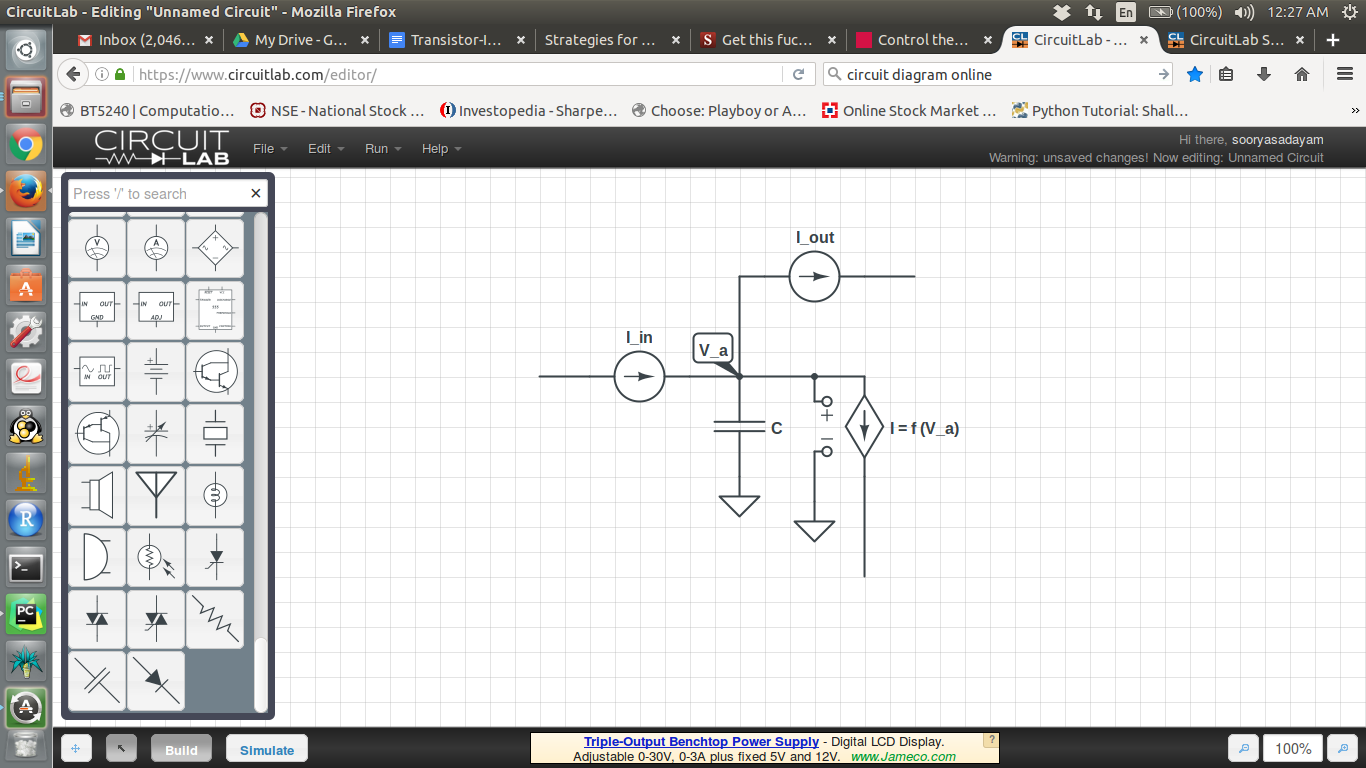 CircuitLab - Editing "Unnamed Circuit" - Mozilla Firefox
En (100%) 12:27 AM
Inbox (2,046... × My Drive - G... × Transistor-I... × Strategies for ... × Get this fuc... × Control the... × CircuitLab - ... × CircuitLab S... ×
https://www.circuitlab.com/editor/
circuit diagram online
BT5240 | Computatio... NSE - National Stock ... Investopedia - Sharpe... Choose: Playboy or A... Online Stock Market ... Python Tutorial: Shall... »
CIRCUIT
LAB
File Edit Run Help
Hi there, sooryasadayam
Warning: unsaved changes! Now editing: Unnamed Circuit
Press '/' to search ×
V A
IN OUT
GND
IN OUT
ADJ
IN OUT
I_out
I_in
V_a
C
+
−
I = f (V_a)
Build Simulate
Triple-Output Benchtop Power Supply - Digital LCD Display.
Adjustable 0-30V, 0-3A plus fixed 5V and 12V. www.Jameco.com
?
100%
R
PC